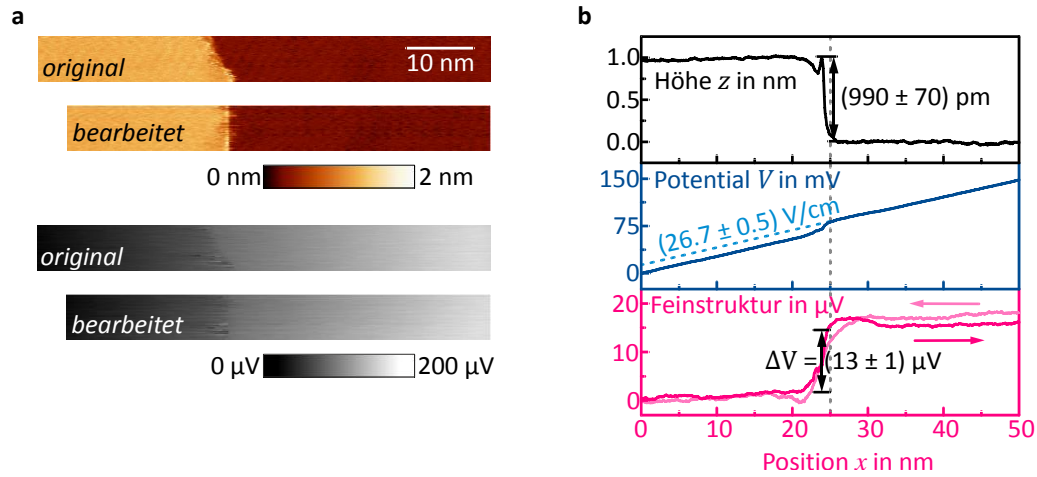 a
original
10 nm
bearbeitet
0 nm 2 nm
original
bearbeitet
0 µV 200 µV
b
1.0
Höhe z in nm
0.5
(990 ± 70) pm
0.0
150
Potential V in mV
75
(26.7 ± 0.5) V/cm
0
20
Feinstruktur in µV
10
ΔV = (13 ± 1) µV
0
0 10 20 30 40 50
Position x in nm